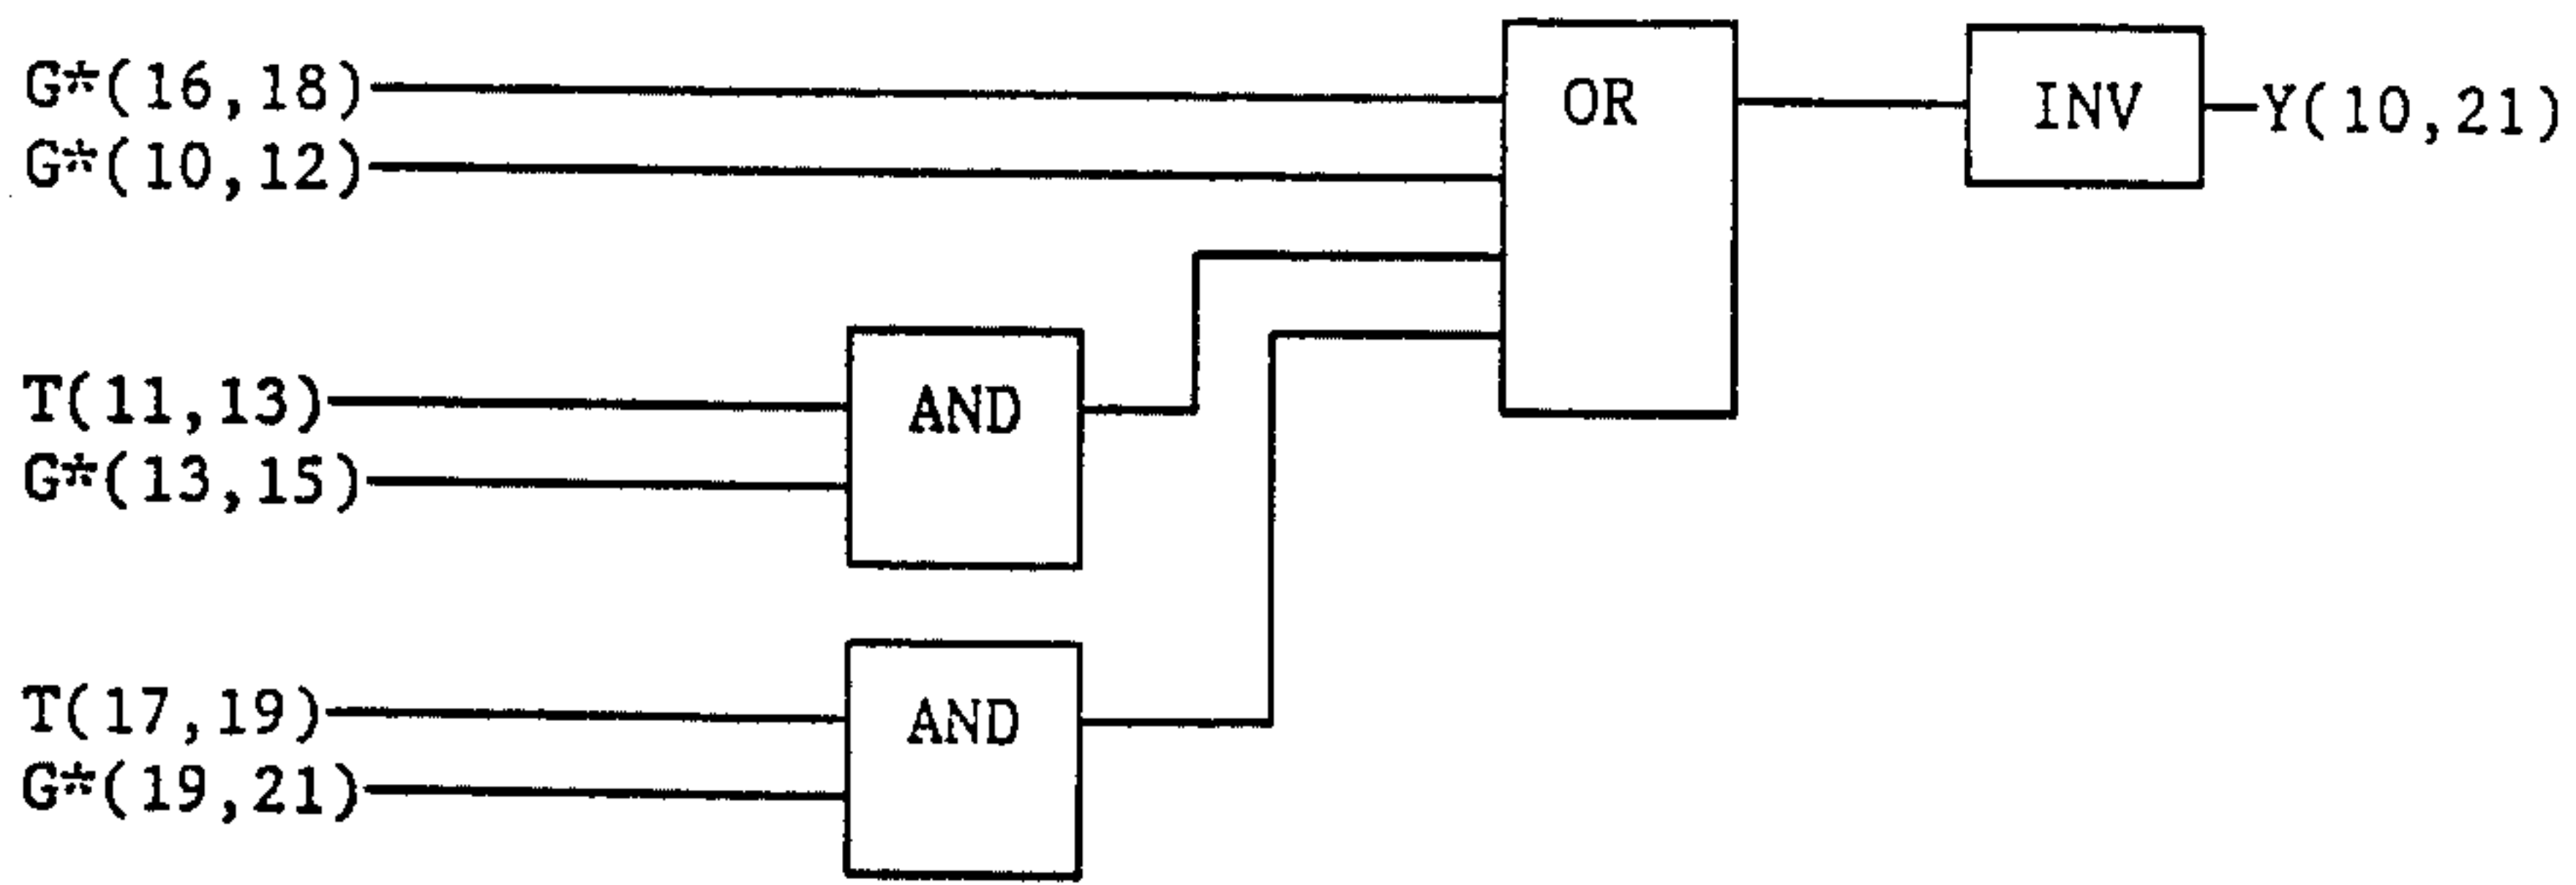 G*(16,18)
G*(10,12)
OR
INV
Y(10,21)
T(11,13)
G*(13,15)
AND
T(17,19)
G*(19,21)
AND